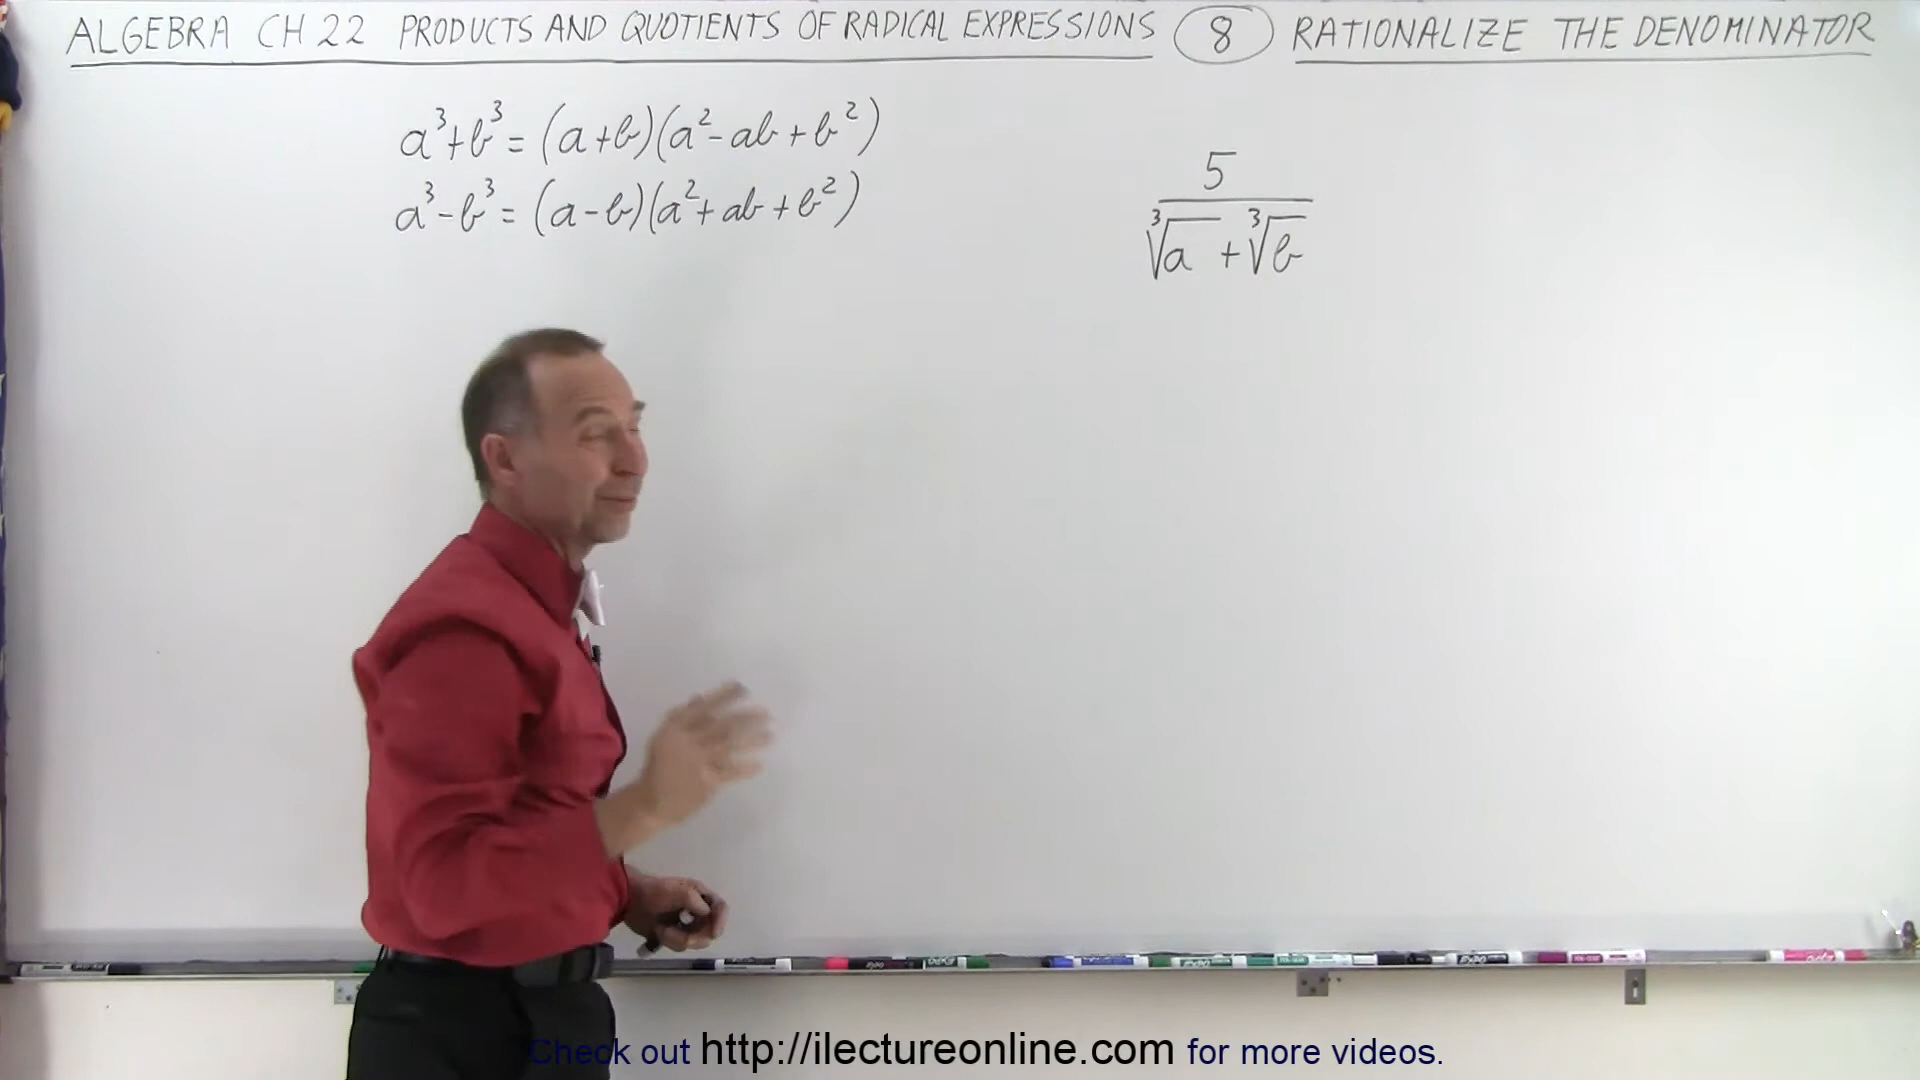 ALGEBRA CH 22 PRODUCTS AND QUOTIENTS OF RADICAL EXPRESSIONS 8 RATIONALIZE THE DENOMINATOR
a³+b³ = (a+b)(a²-ab+b²)
a³-b³ = (a-b)(a²+ab+b²)
5
∛a + ∛b
Check out http://ilectureonline.com for more videos.